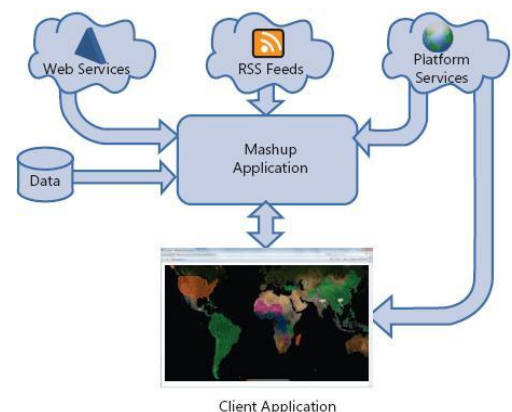 Web Services
RSS Feeds
Platform
Services
Mashup
Application
Data
Client Application